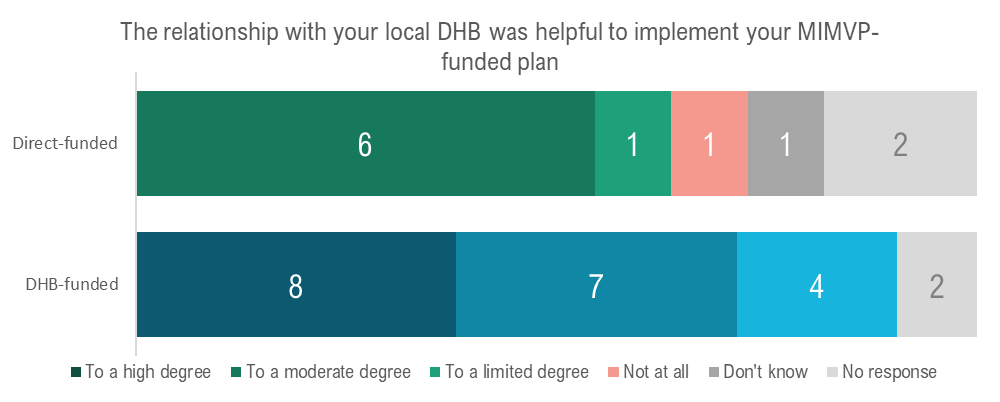 The relationship with your local DHB was helpful to implement your MIMVP-
funded plan
Direct-funded
6 1 1 1 2
DHB-funded
8 7 4 2
To a high degree To a moderate degree To a limited degree Not at all Don't know No response